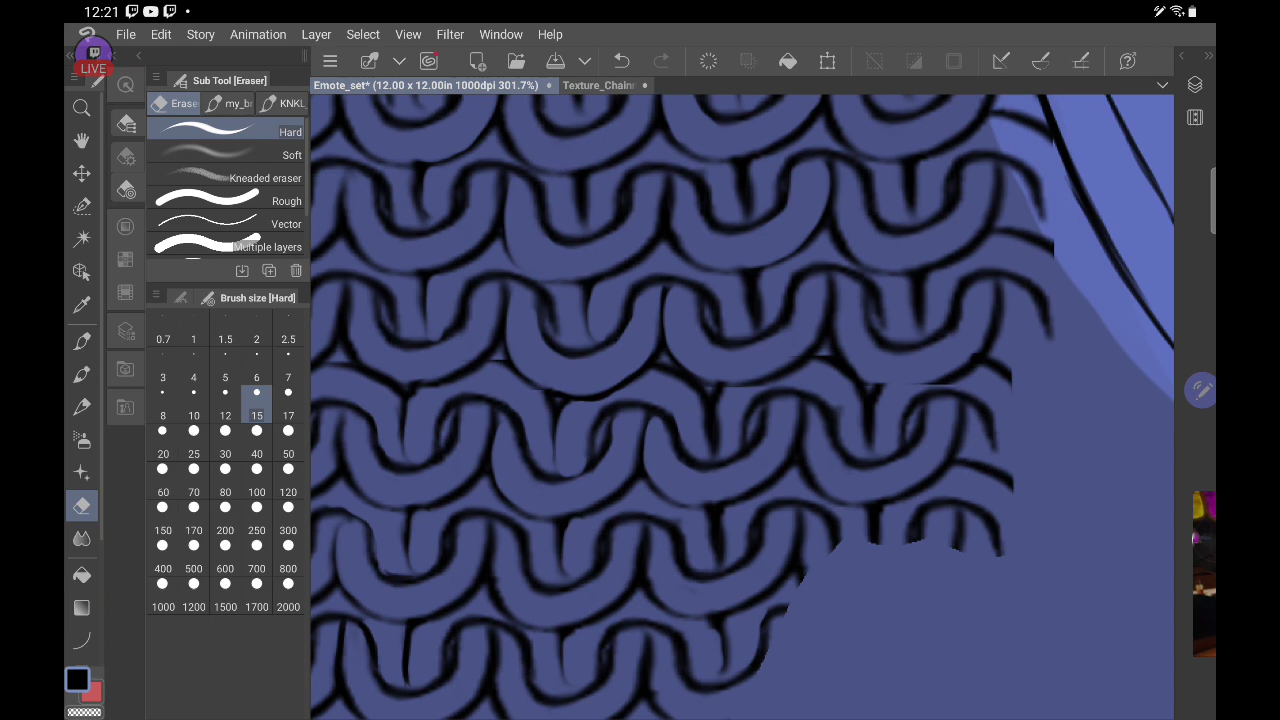 12:21
File Edit Story Animation Layer Select View Filter Window Help
LIVE
Sub Tool [Eraser]
Emote_set* (12.00 x 12.00in 1000dpi 301.7%)
Texture_Chain
Erase my_br KNKL
Hard
Soft
Kneaded eraser
Rough
Vector
Multiple layers
Brush size [Hard]
0.7 1 1.5 2 2.5
3 4 5 6 7
8 10 12 15 17
20 25 30 40 50
60 70 80 100 120
150 170 200 250 300
400 500 600 700 800
1000 1200 1500 1700 2000